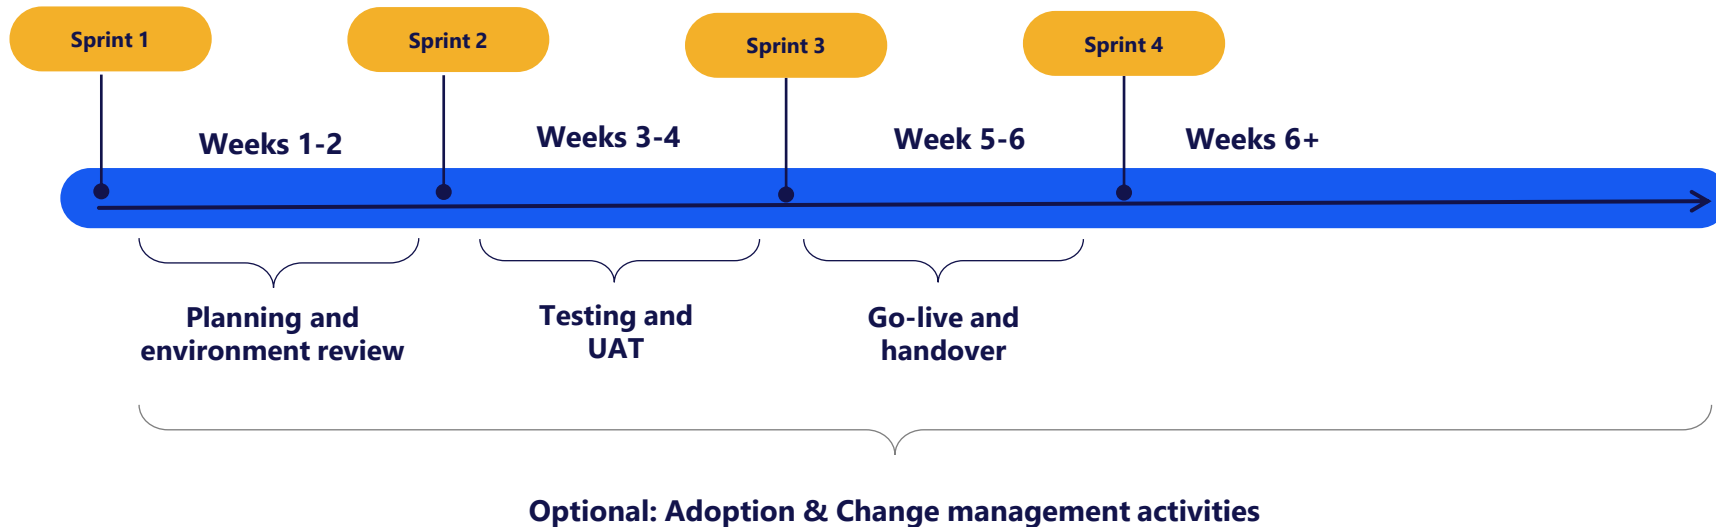 Sprint 1
Sprint 2
Sprint 3
Sprint 4
Weeks 1-2
Weeks 3-4
Week 5-6
Weeks 6+
Planning and
environment review
Testing and
UAT
Go-live and
handover
Optional: Adoption & Change management activities